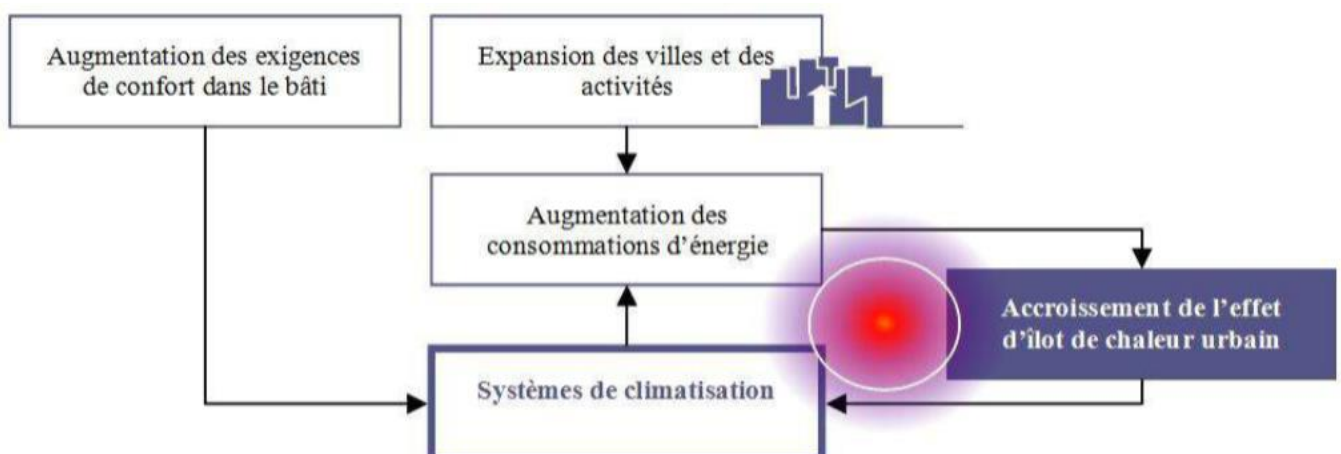 Augmentation des exigences
de confort dans le bâti
Expansion des villes et des
activités
Augmentation des
consommations d’énergie
Accroissement de l’effet
d’îlot de chaleur urbain
Systèmes de climatisation